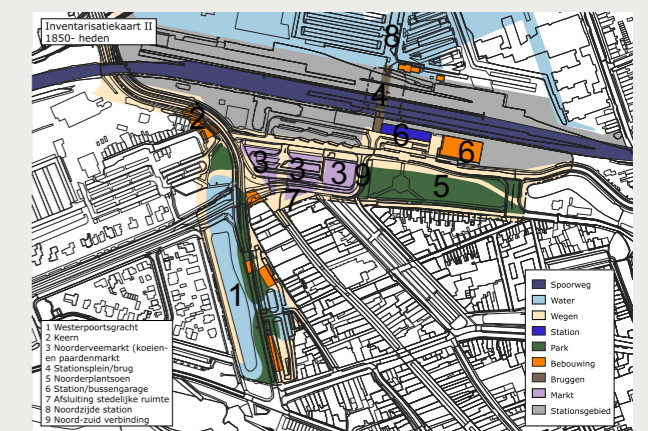 Inventarisatiekaart II
1850- heden
8
4
2
6
6
3
3
3
9
5
7
1
1 Westerpoortsgracht
2 Keern
3 Noorderveemarkt (koeien-
en paardenmarkt
4 Stationsplein/brug
5 Noorderplantsoen
6 Station/bussengarage
7 Afsluiting stedelijke ruimte
8 Noordzijde station
9 Noord-zuid verbinding
Spoorweg
Water
Wegen
Station
Park
Bebouwing
Bruggen
Markt
Stationsgebied